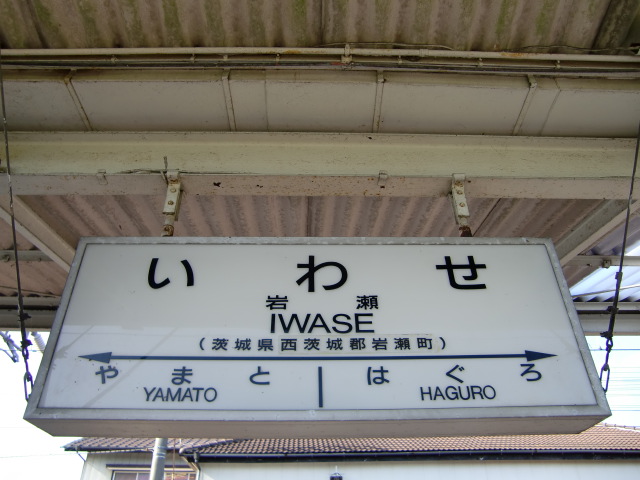 いわせ
岩瀬
IWASE
(茨城県西茨城郡岩瀬町)
やまと はぐろ
YAMATO HAGURO